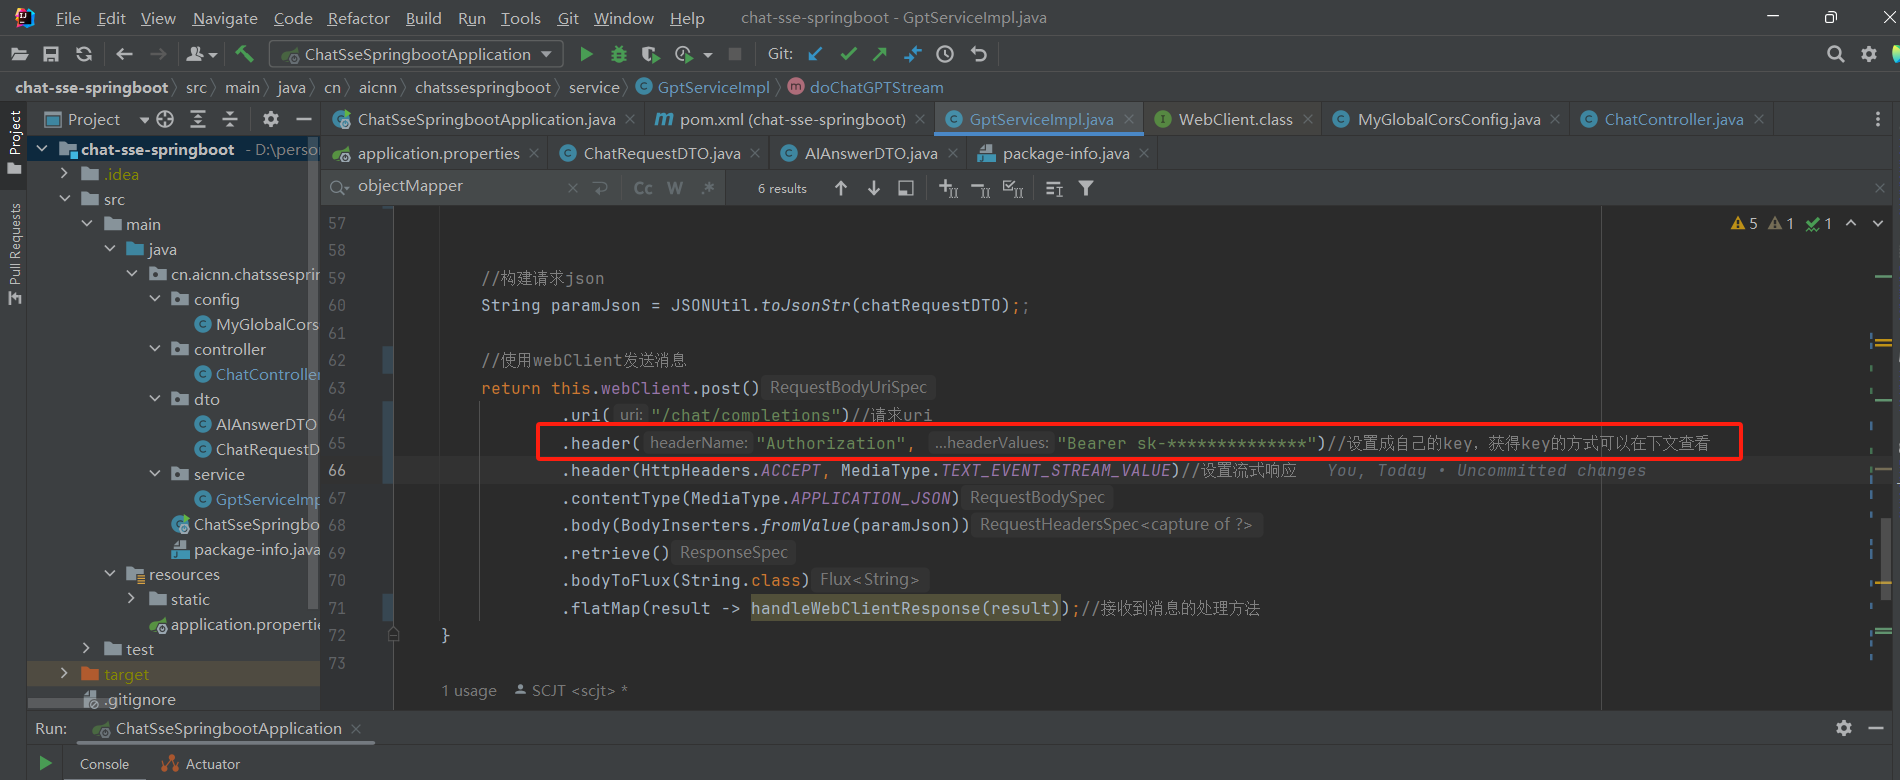 File Edit View Navigate Code Refactor Build Run Tools Git Window Help chat-sse-springboot - GptServiceImpl.java
ChatSseSpringbootApplication Git:
chat-sse-springboot src main java cn aicnn chatssespringboot service GptServiceImpl doChatGPTStream
Project
Pull Requests
Project
chat-sse-springboot - D:\perso
.idea
src
main
java
cn.aicnn.chatssesprin
config
MyGlobalCors
controller
ChatController
dto
AIAnswerDTO
ChatRequestD
service
GptServiceImp
ChatSseSpringbo
package-info.java
resources
static
application.properti
test
target
.gitignore
ChatSseSpringbootApplication.java pom.xml (chat-sse-springboot) GptServiceImpl.java WebClient.class MyGlobalCorsConfig.java ChatController.java
application.properties ChatRequestDTO.java AIAnswerDTO.java package-info.java
objectMapper Cc W .* 6 results
5 1 1
57
58
59 //构建请求json
60 String paramJson = JSONUtil.toJsonStr(chatRequestDTO);;
61
62 //使用webClient发送消息
63 return this.webClient.post() RequestBodyUriSpec
64 .uri( uri: "/chat/completions")//请求uri
65 .header( headerName: "Authorization", ...headerValues: "Bearer sk-**************")//设置成自己的key，获得key的方式可以在下文查看
66 .header(HttpHeaders.ACCEPT, MediaType.TEXT_EVENT_STREAM_VALUE)//设置流式响应 You, Today • Uncommitted changes
67 .contentType(MediaType.APPLICATION_JSON) RequestBodySpec
68 .body(BodyInserters.fromValue(paramJson)) RequestHeadersSpec<capture of ?>
69 .retrieve() ResponseSpec
70 .bodyToFlux(String.class) Flux<String>
71 .flatMap(result -> handleWebClientResponse(result));//接收到消息的处理方法
72 }
73
1 usage SCJT <scjt> *
Run: ChatSseSpringbootApplication
Console Actuator